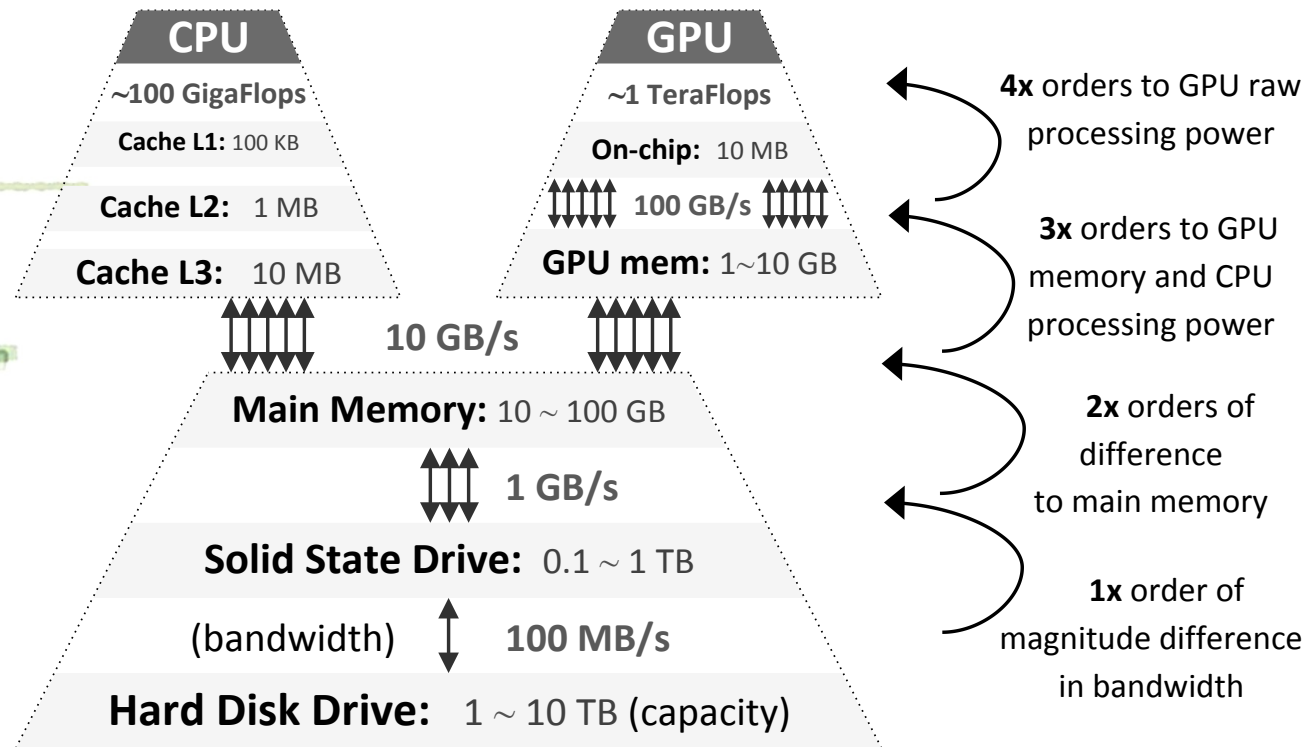 CPU
~100 GigaFlops
Cache L1: 100 KB
Cache L2: 1 MB
Cache L3: 10 MB
GPU
~1 TeraFlops
On-chip: 10 MB
100 GB/s
GPU mem: 1~10 GB
10 GB/s
Main Memory: 10 ~ 100 GB
1 GB/s
Solid State Drive: 0.1 ~ 1 TB
(bandwidth) 100 MB/s
Hard Disk Drive: 1 ~ 10 TB (capacity)
4x orders to GPU raw
processing power
3x orders to GPU
memory and CPU
processing power
2x orders of
difference
to main memory
1x order of
magnitude difference
in bandwidth